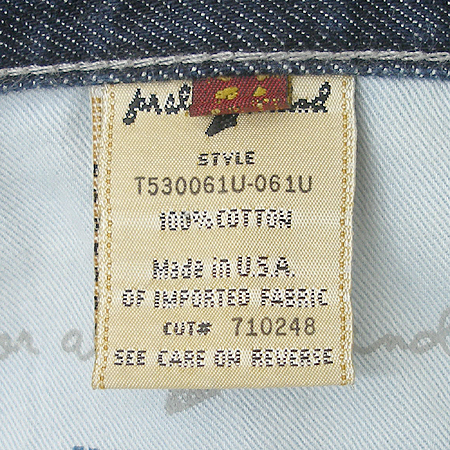 STYLE
T530061U-061U
100% COTTON
Made in U.S.A.
OF IMPORTED FABRIC
CUT# 710248
SEE CARE ON REVERSE